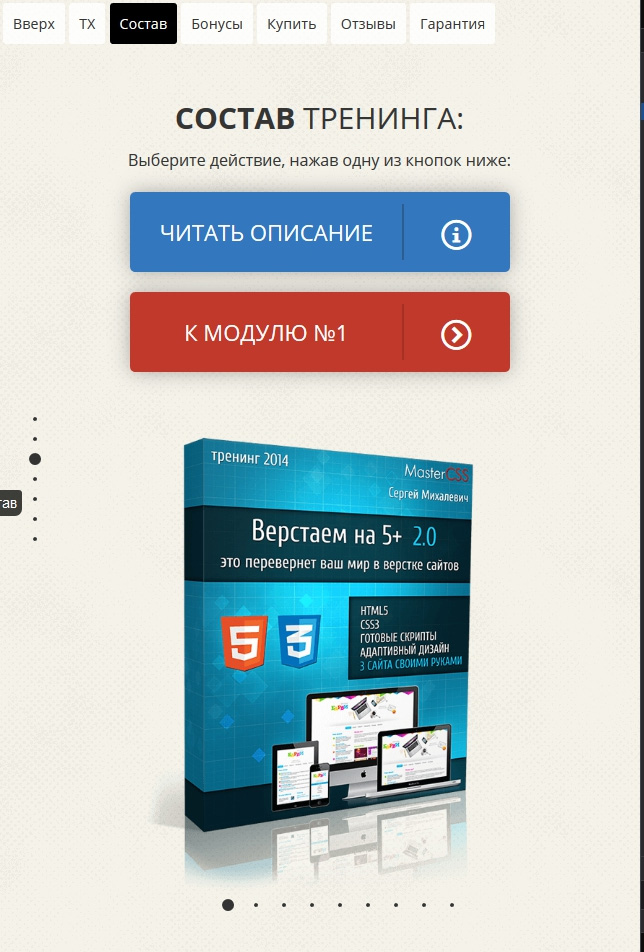 Вверх ТХ Состав Бонусы Купить Отзывы Гарантия
СОСТАВ ТРЕНИНГА:
Выберите действие, нажав одну из кнопок ниже:
ЧИТАТЬ ОПИСАНИЕ
К МОДУЛЮ №1
тав
тренинг 2014
MasterCSS
Сергей Михалевич
Верстаем на 5+ 2.0
это перевернет ваш мир в верстке сайтов
5 3
HTML5
CSS3
ГОТОВЫЕ СКРИПТЫ
АДАПТИВНЫЙ ДИЗАЙН
3 САЙТА СВОИМИ РУКАМИ